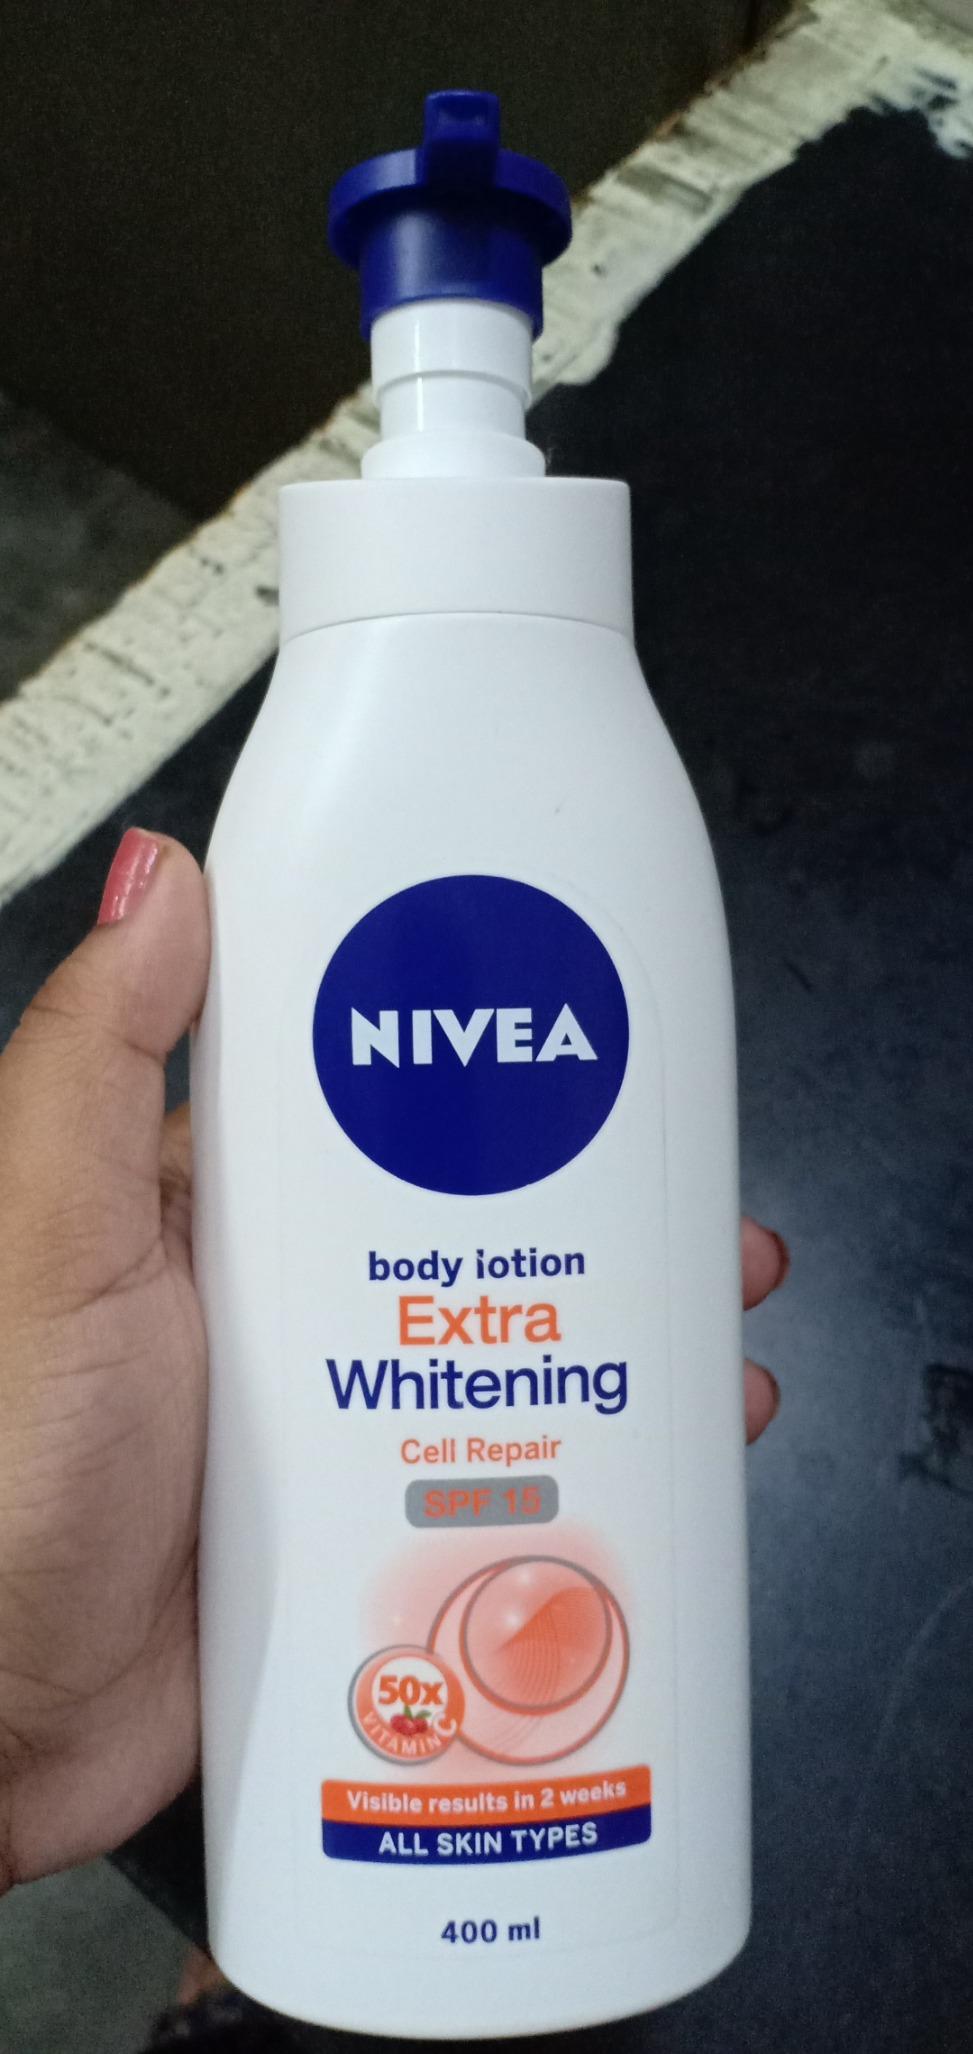 NIVEA
body lotion
Extra
Whitening
Cell Repair
SPF 15
50x
VITAMIN C
Visible results in 2 weeks
ALL SKIN TYPES
400 ml